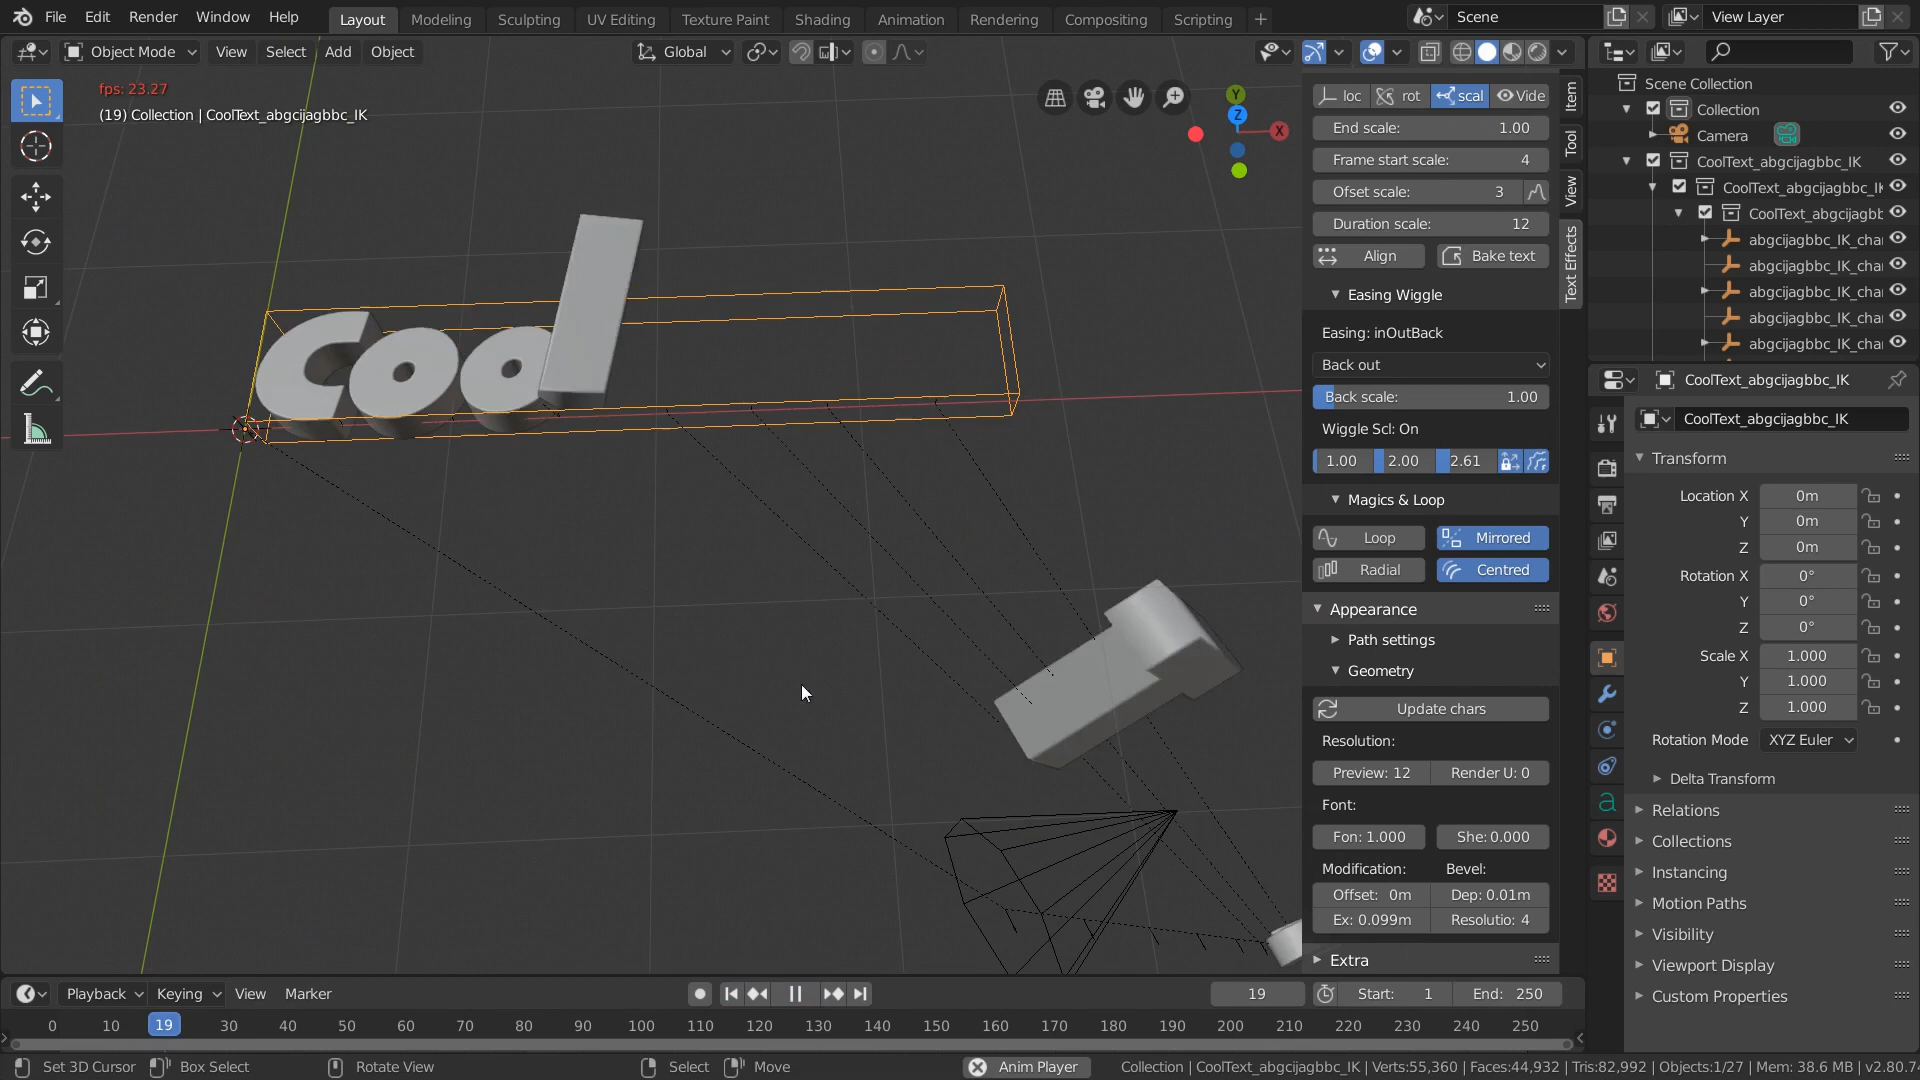 File Edit Render Window Help Layout Modeling Sculpting UV Editing Texture Paint Shading Animation Rendering Compositing Scripting + Scene View Layer
Object Mode View Select Add Object Global
fps: 23.27
(19) Collection | CoolText_abgcijagbbc_IK
Cool
Y
Z
X
loc rot scal Vide
End scale: 1.00
Frame start scale: 4
Ofset scale: 3
Duration scale: 12
Align Bake text
Easing Wiggle
Easing: inOutBack
Back out
Back scale: 1.00
Wiggle Scl: On
1.00 2.00 2.61
Magics & Loop
Loop Mirrored
Radial Centred
Appearance
Path settings
Geometry
Update chars
Resolution:
Preview: 12 Render U: 0
Font:
Fon: 1.000 She: 0.000
Modification: Bevel:
Offset: 0m Dep: 0.01m
Ex: 0.099m Resolutio: 4
Extra
Item
Tool
View
Text Effects
Scene Collection
Collection
Camera
CoolText_abgcijagbbc_IK
CoolText_abgcijagbbc_IK
CoolText_abgcijagbb
abgcijagbbc_IK_cha
abgcijagbbc_IK_cha
abgcijagbbc_IK_cha
abgcijagbbc_IK_cha
abgcijagbbc_IK_cha
CoolText_abgcijagbbc_IK
CoolText_abgcijagbbc_IK
Transform
Location X 0m
Y 0m
Z 0m
Rotation X 0°
Y 0°
Z 0°
Scale X 1.000
Y 1.000
Z 1.000
Rotation Mode XYZ Euler
Delta Transform
Relations
Collections
Instancing
Motion Paths
Visibility
Viewport Display
Custom Properties
Playback Keying View Marker 19 Start: 1 End: 250
0 10 19 30 40 50 60 70 80 90 100 110 120 130 140 150 160 170 180 190 200 210 220 230 240 250
Set 3D Cursor Box Select Rotate View Select Move Anim Player Collection | CoolText_abgcijagbbc_IK | Verts:55,360 | Faces:44,932 | Tris:82,992 | Objects:1/27 | Mem: 38.6 MB | v2.80.7